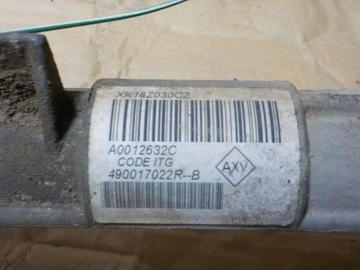 XK18Z030CZ
A0012632C
CODE ITG
490017022R--B
AXV